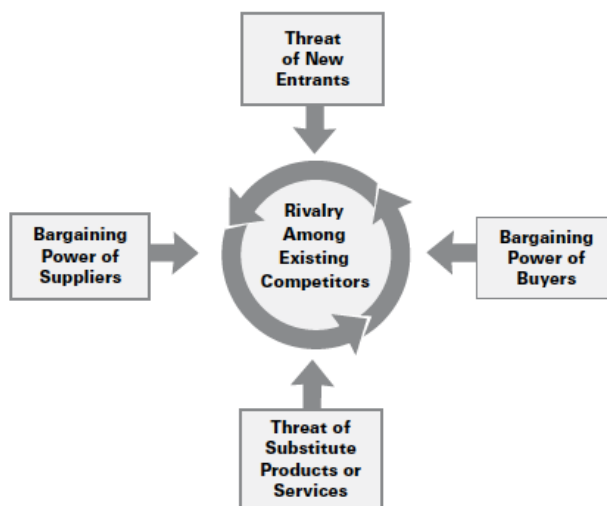 Threat
of New
Entrants
Rivalry
Among
Existing
Competitors
Bargaining
Power of
Suppliers
Bargaining
Power of
Buyers
Threat of
Substitute
Products or
Services